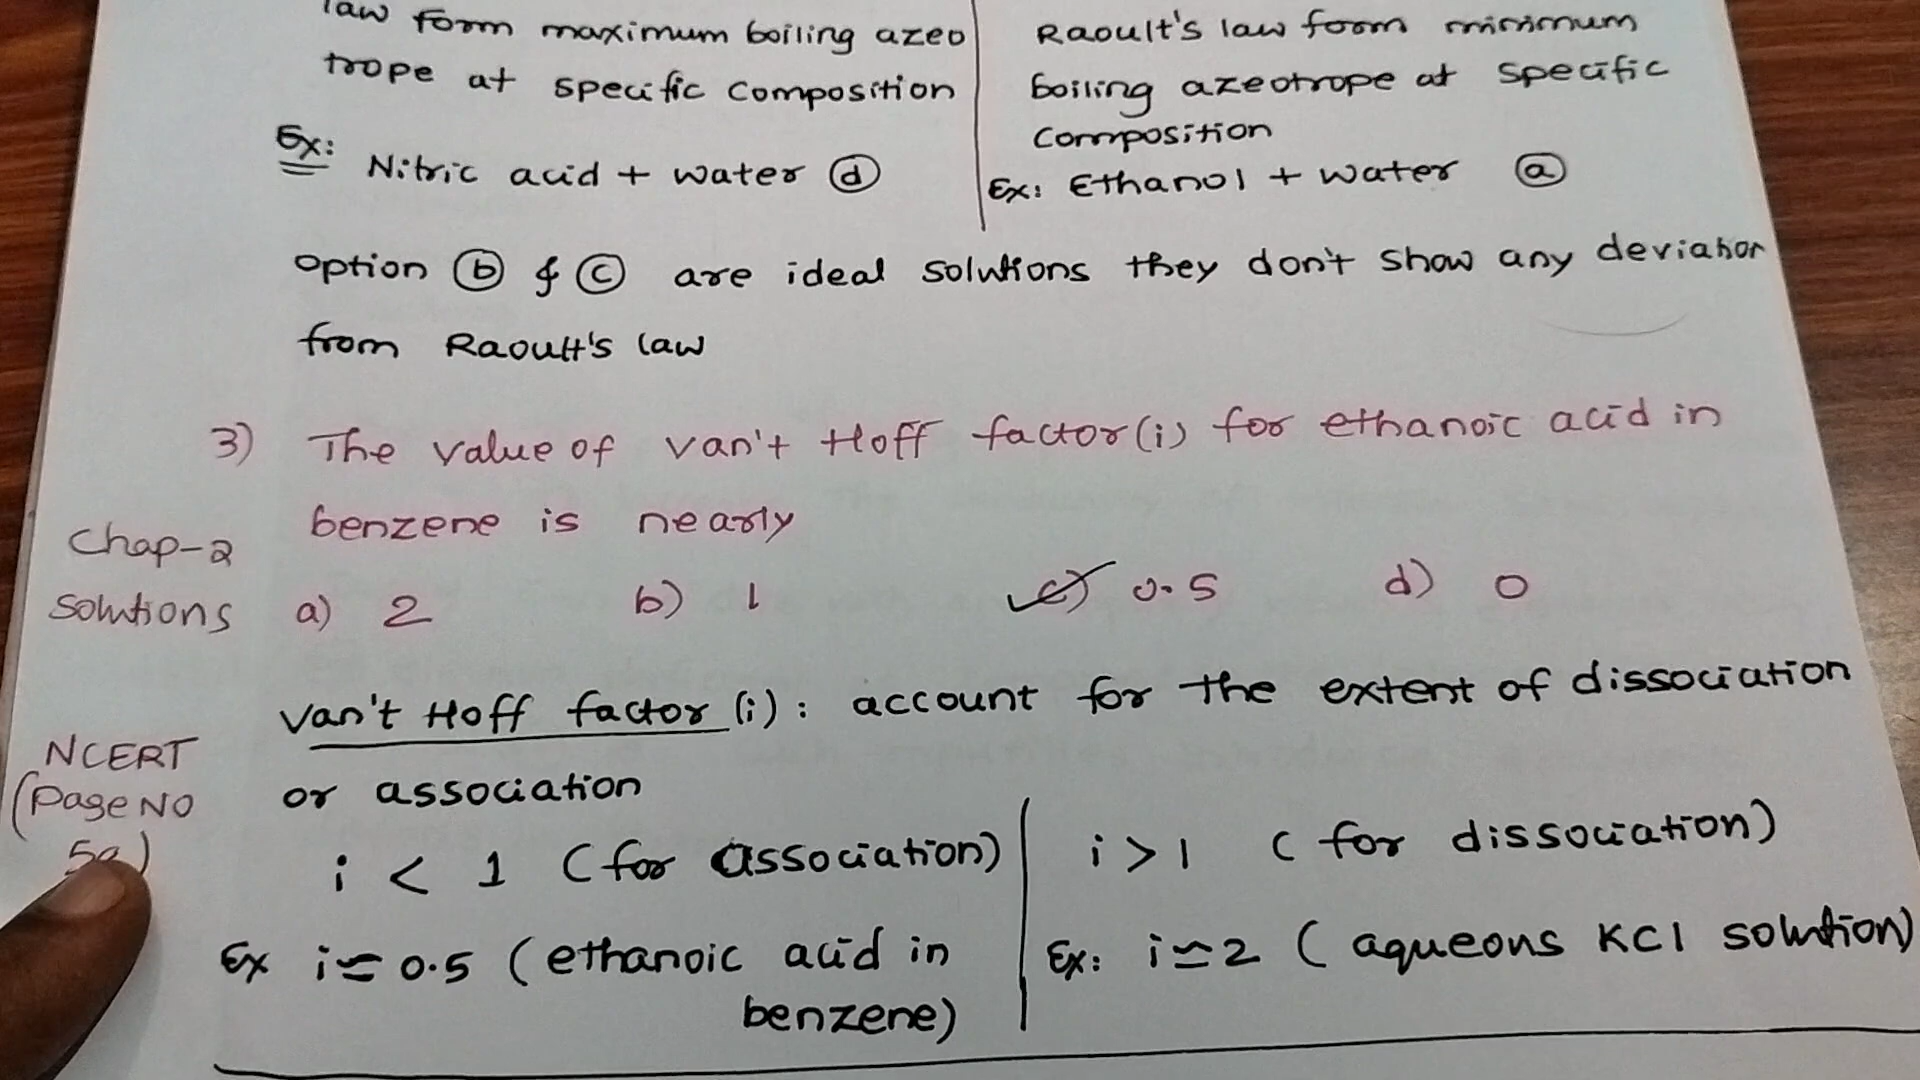 law form maximum boiling azeo
trope at specific composition
Ex: Nitric acid + water (d)
Raoult's law form minimum
boiling azeotrope at specific
Composition
Ex: Ethanol + water (a)
option (b) & (c) are ideal solutions they don't show any deviation
from Raoult's law
3) The value of van't Hoff factor (i) for ethanoic acid in
benzene is nearly
Chap-2
Solutions
a) 2 b) 1 c) 0.5 d) 0
Van't Hoff factor (i): account for the extent of dissociation
or association
NCERT
(Page No
i < 1 (for association)
Ex i ≃ 0.5 (ethanoic acid in
benzene)
i > 1 (for dissociation)
Ex: i ≃ 2 (aqueous KCl solution)